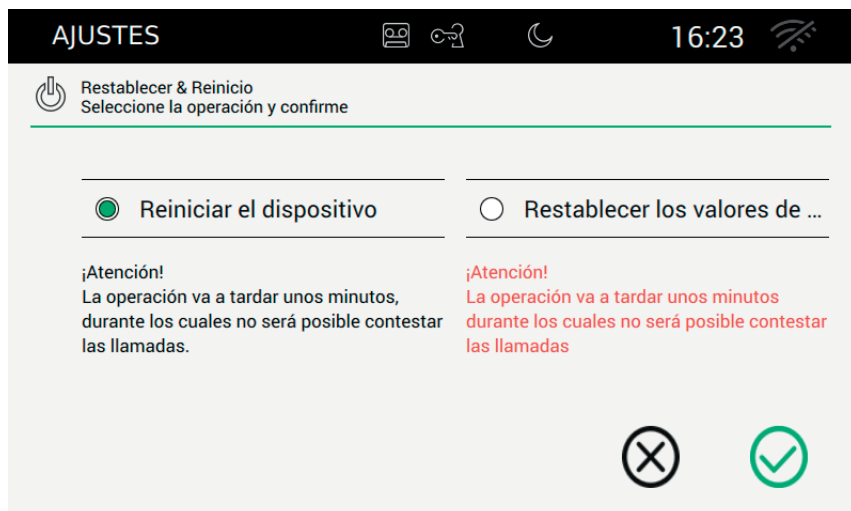 AJUSTES
16:23
Restablecer & Reinicio
Seleccione la operación y confirme
Reiniciar el dispositivo
Restablecer los valores de ...
¡Atención!
La operación va a tardar unos minutos,
durante los cuales no será posible contestar
las llamadas.
¡Atención!
La operación va a tardar unos minutos
durante los cuales no será posible contestar
las llamadas